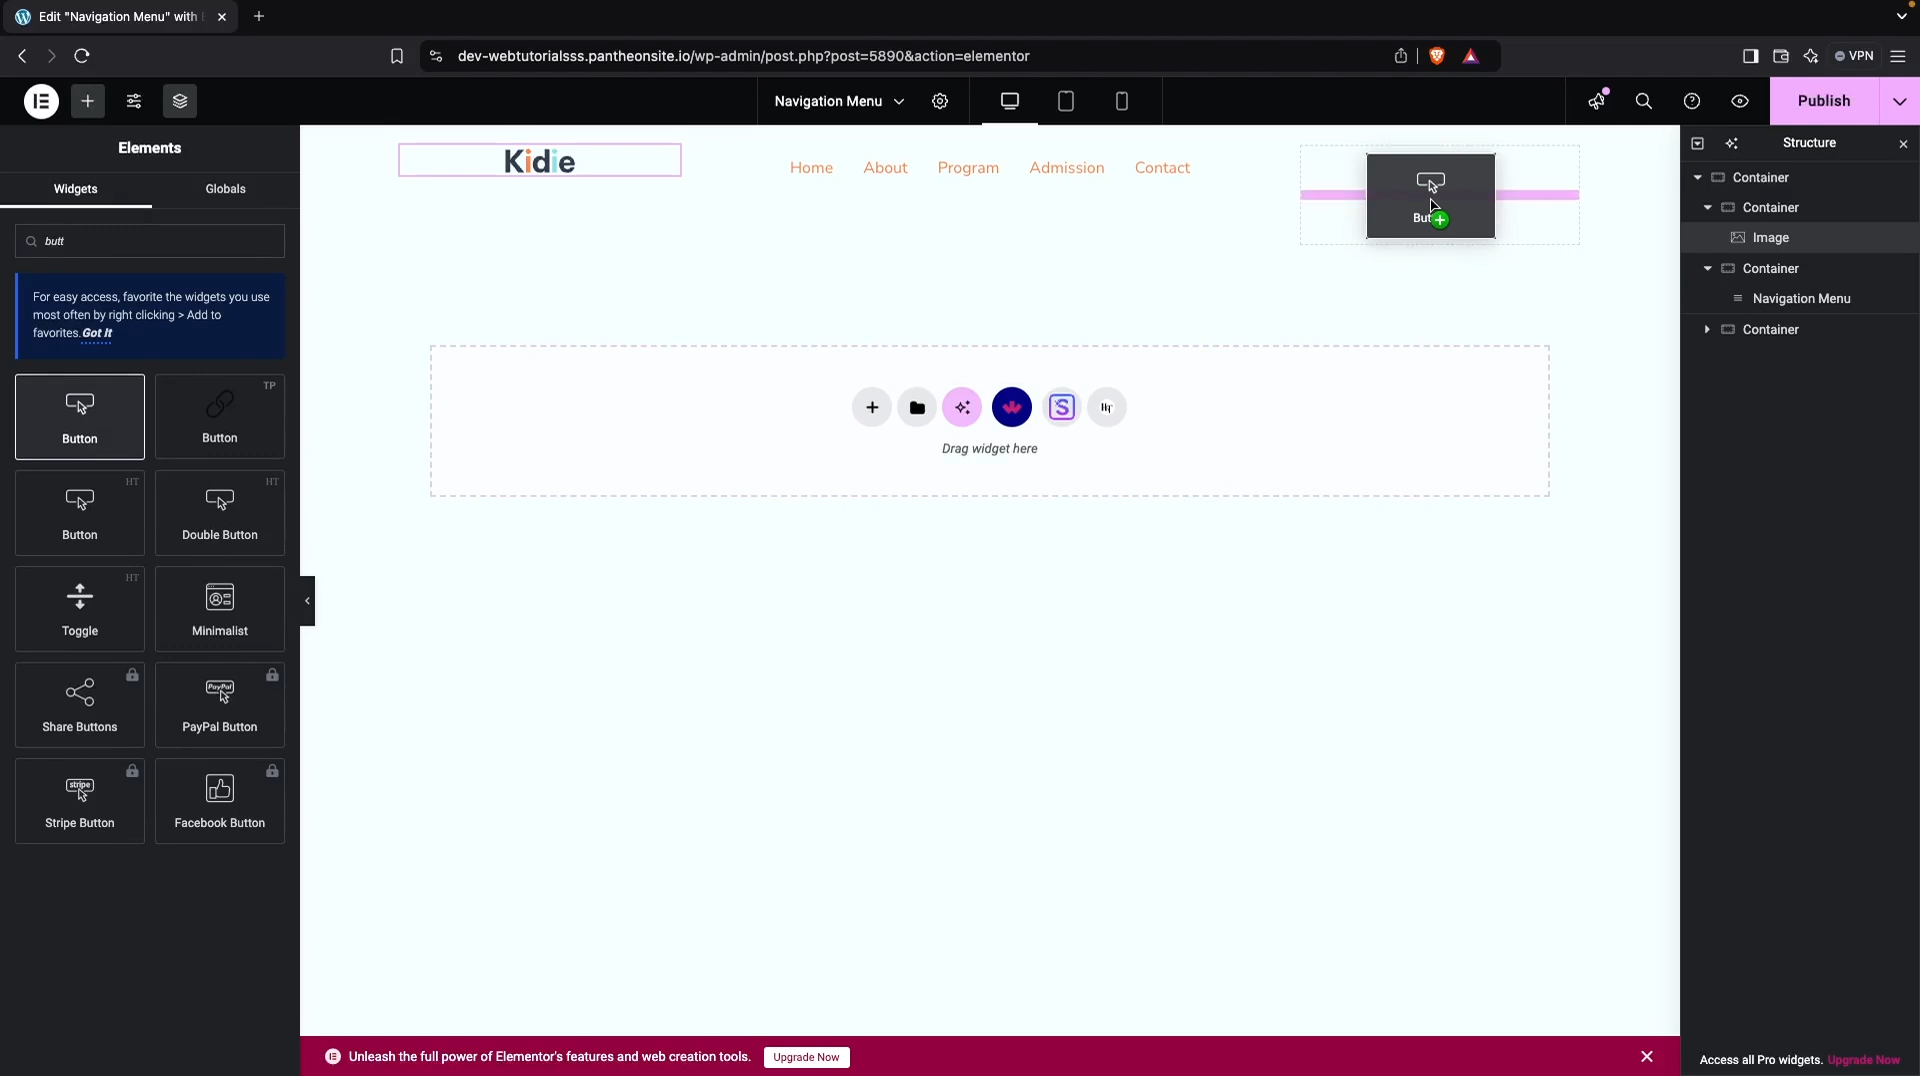 Edit "Navigation Menu" with
dev-webtutorialsss.pantheonsite.io/wp-admin/post.php?post=5890&action=elementor
VPN
Navigation Menu
Publish
Elements
Widgets
Globals
butt
For easy access, favorite the widgets you use
most often by right clicking > Add to
favorites. Got It
Button
TP
Button
HT
Button
HT
Double Button
HT
Toggle
Minimalist
Share Buttons
PayPal
PayPal Button
stripe
Stripe Button
Facebook Button
Kidie
Home
About
Program
Admission
Contact
Drag widget here
Structure
Container
Container
Image
Container
Navigation Menu
Container
Unleash the full power of Elementor's features and web creation tools.
Upgrade Now
Access all Pro widgets. Upgrade Now